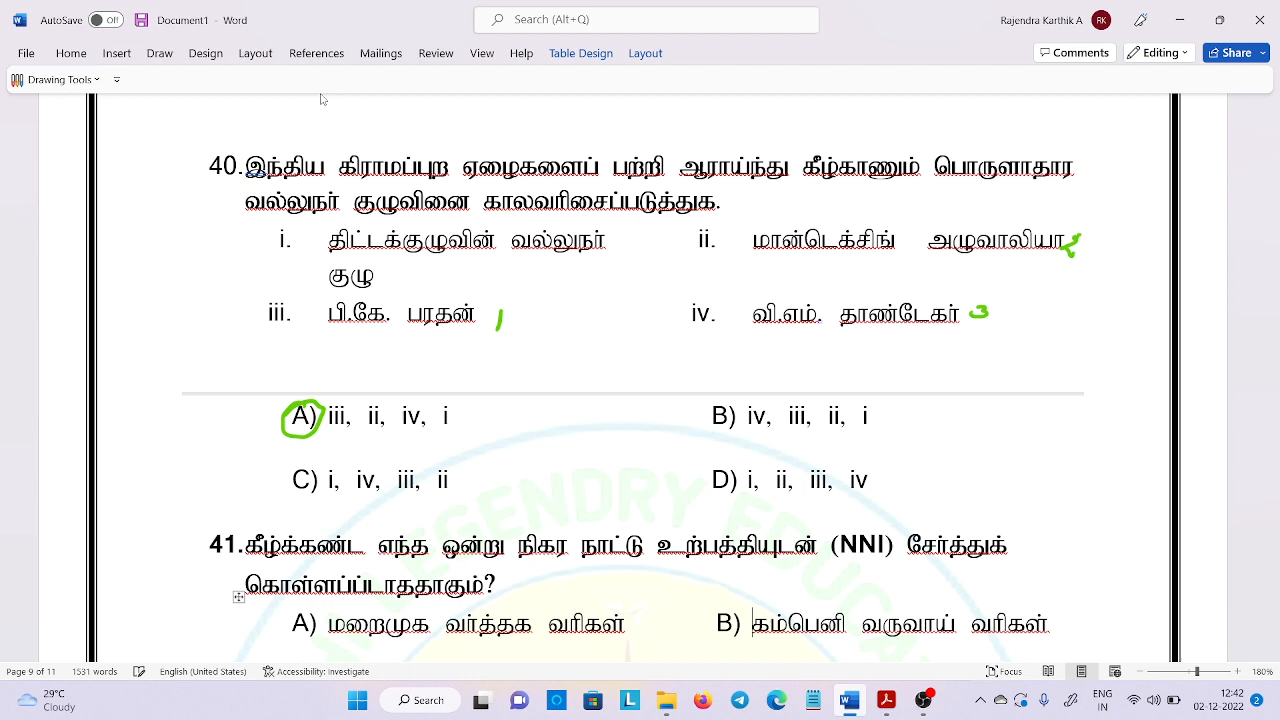 AutoSave Off Document1 - Word Search (Alt+Q) Rajendra Karthik A RK
File Home Insert Draw Design Layout References Mailings Review View Help Table Design Layout Comments Editing Share
Drawing Tools
40.இந்திய கிராமப்புற ஏழைகளைப் பற்றி ஆராய்ந்து கீழ்காணும் பொருளாதார
வல்லுநர் குழுவினை காலவரிசைப்படுத்துக.
i. திட்டக்குழுவின் வல்லுநர் ii. மான்டெக்சிங் அழுவாலியா 2
குழு
iii. பி.கே. பரதன் 1 iv. வி.எம். தாண்டேகர் 3
A) iii, ii, iv, i B) iv, iii, ii, i
C) i, iv, iii, ii D) i, ii, iii, iv
41.கீழ்க்கண்ட எந்த ஒன்று நிகர நாட்டு உற்பத்தியுடன் (NNI) சேர்த்துக்
கொள்ளப்ப்டாததாகும்?
A) மறைமுக வர்த்தக வரிகள் B) கம்பெனி வருவாய் வரிகள்
Page 9 of 11 1531 words English (United States) Accessibility: Investigate Focus 180%
29°C Search ENG 12:42
Cloudy IN 02-12-2022 2